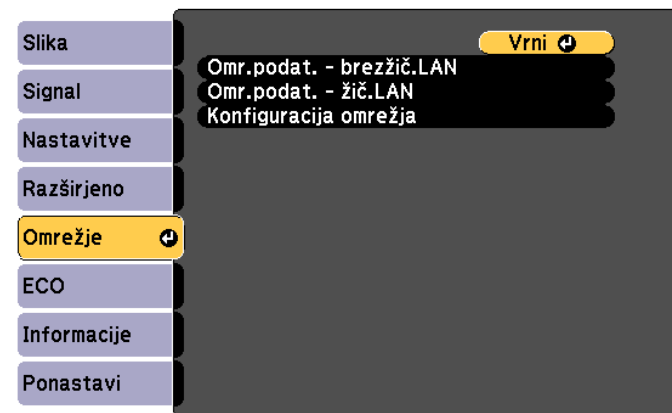 Slika
Signal
Nastavitve
Razširjeno
Omrežje
ECO
Informacije
Ponastavi
Vrni
Omr.podat. - brezžič.LAN
Omr.podat. - žič.LAN
Konfiguracija omrežja